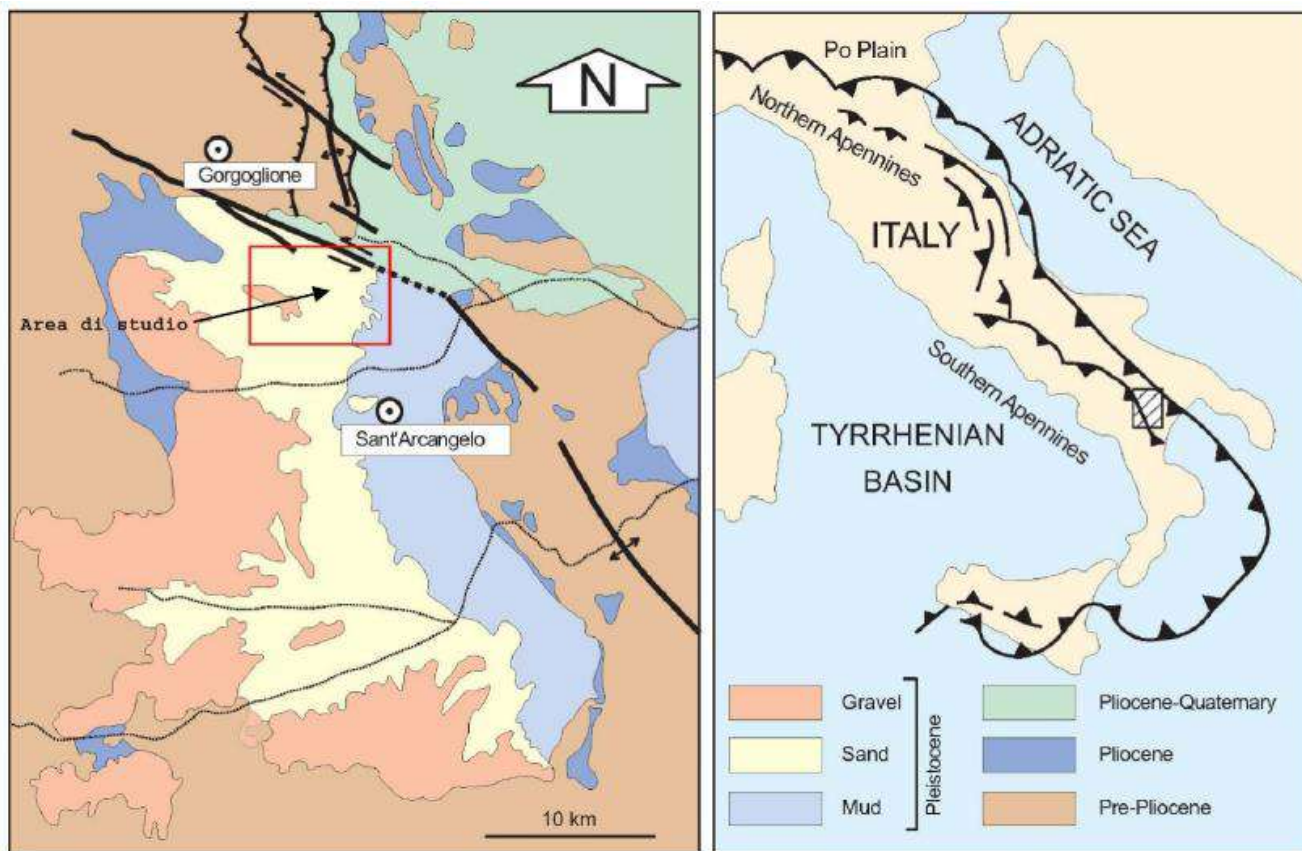 N
Gorgoglione
Area di studio
Sant'Arcangelo
10 km
Po Plain
Northern Apennines
ADRIATIC SEA
ITALY
Southern Apennines
TYRRHENIAN
BASIN
Gravel
Sand
Mud
Pleistocene
Pliocene-Quaternary
Pliocene
Pre-Pliocene